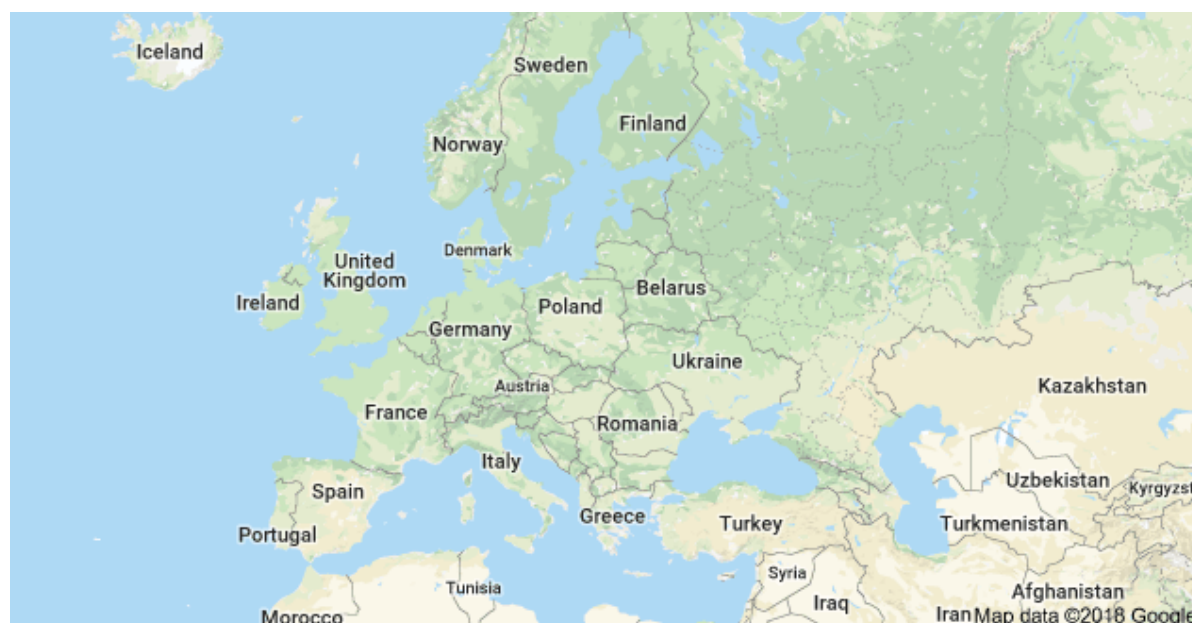 Iceland
Sweden
Finland
Norway
Denmark
United
Kingdom
Ireland
Belarus
Poland
Germany
Ukraine
Austria
Kazakhstan
France
Romania
Italy
Uzbekistan
Spain
Kyrgyzst
Greece
Turkey
Turkmenistan
Portugal
Syria
Tunisia
Afghanistan
Iraq
Morocco
Iran Map data ©2018 Google